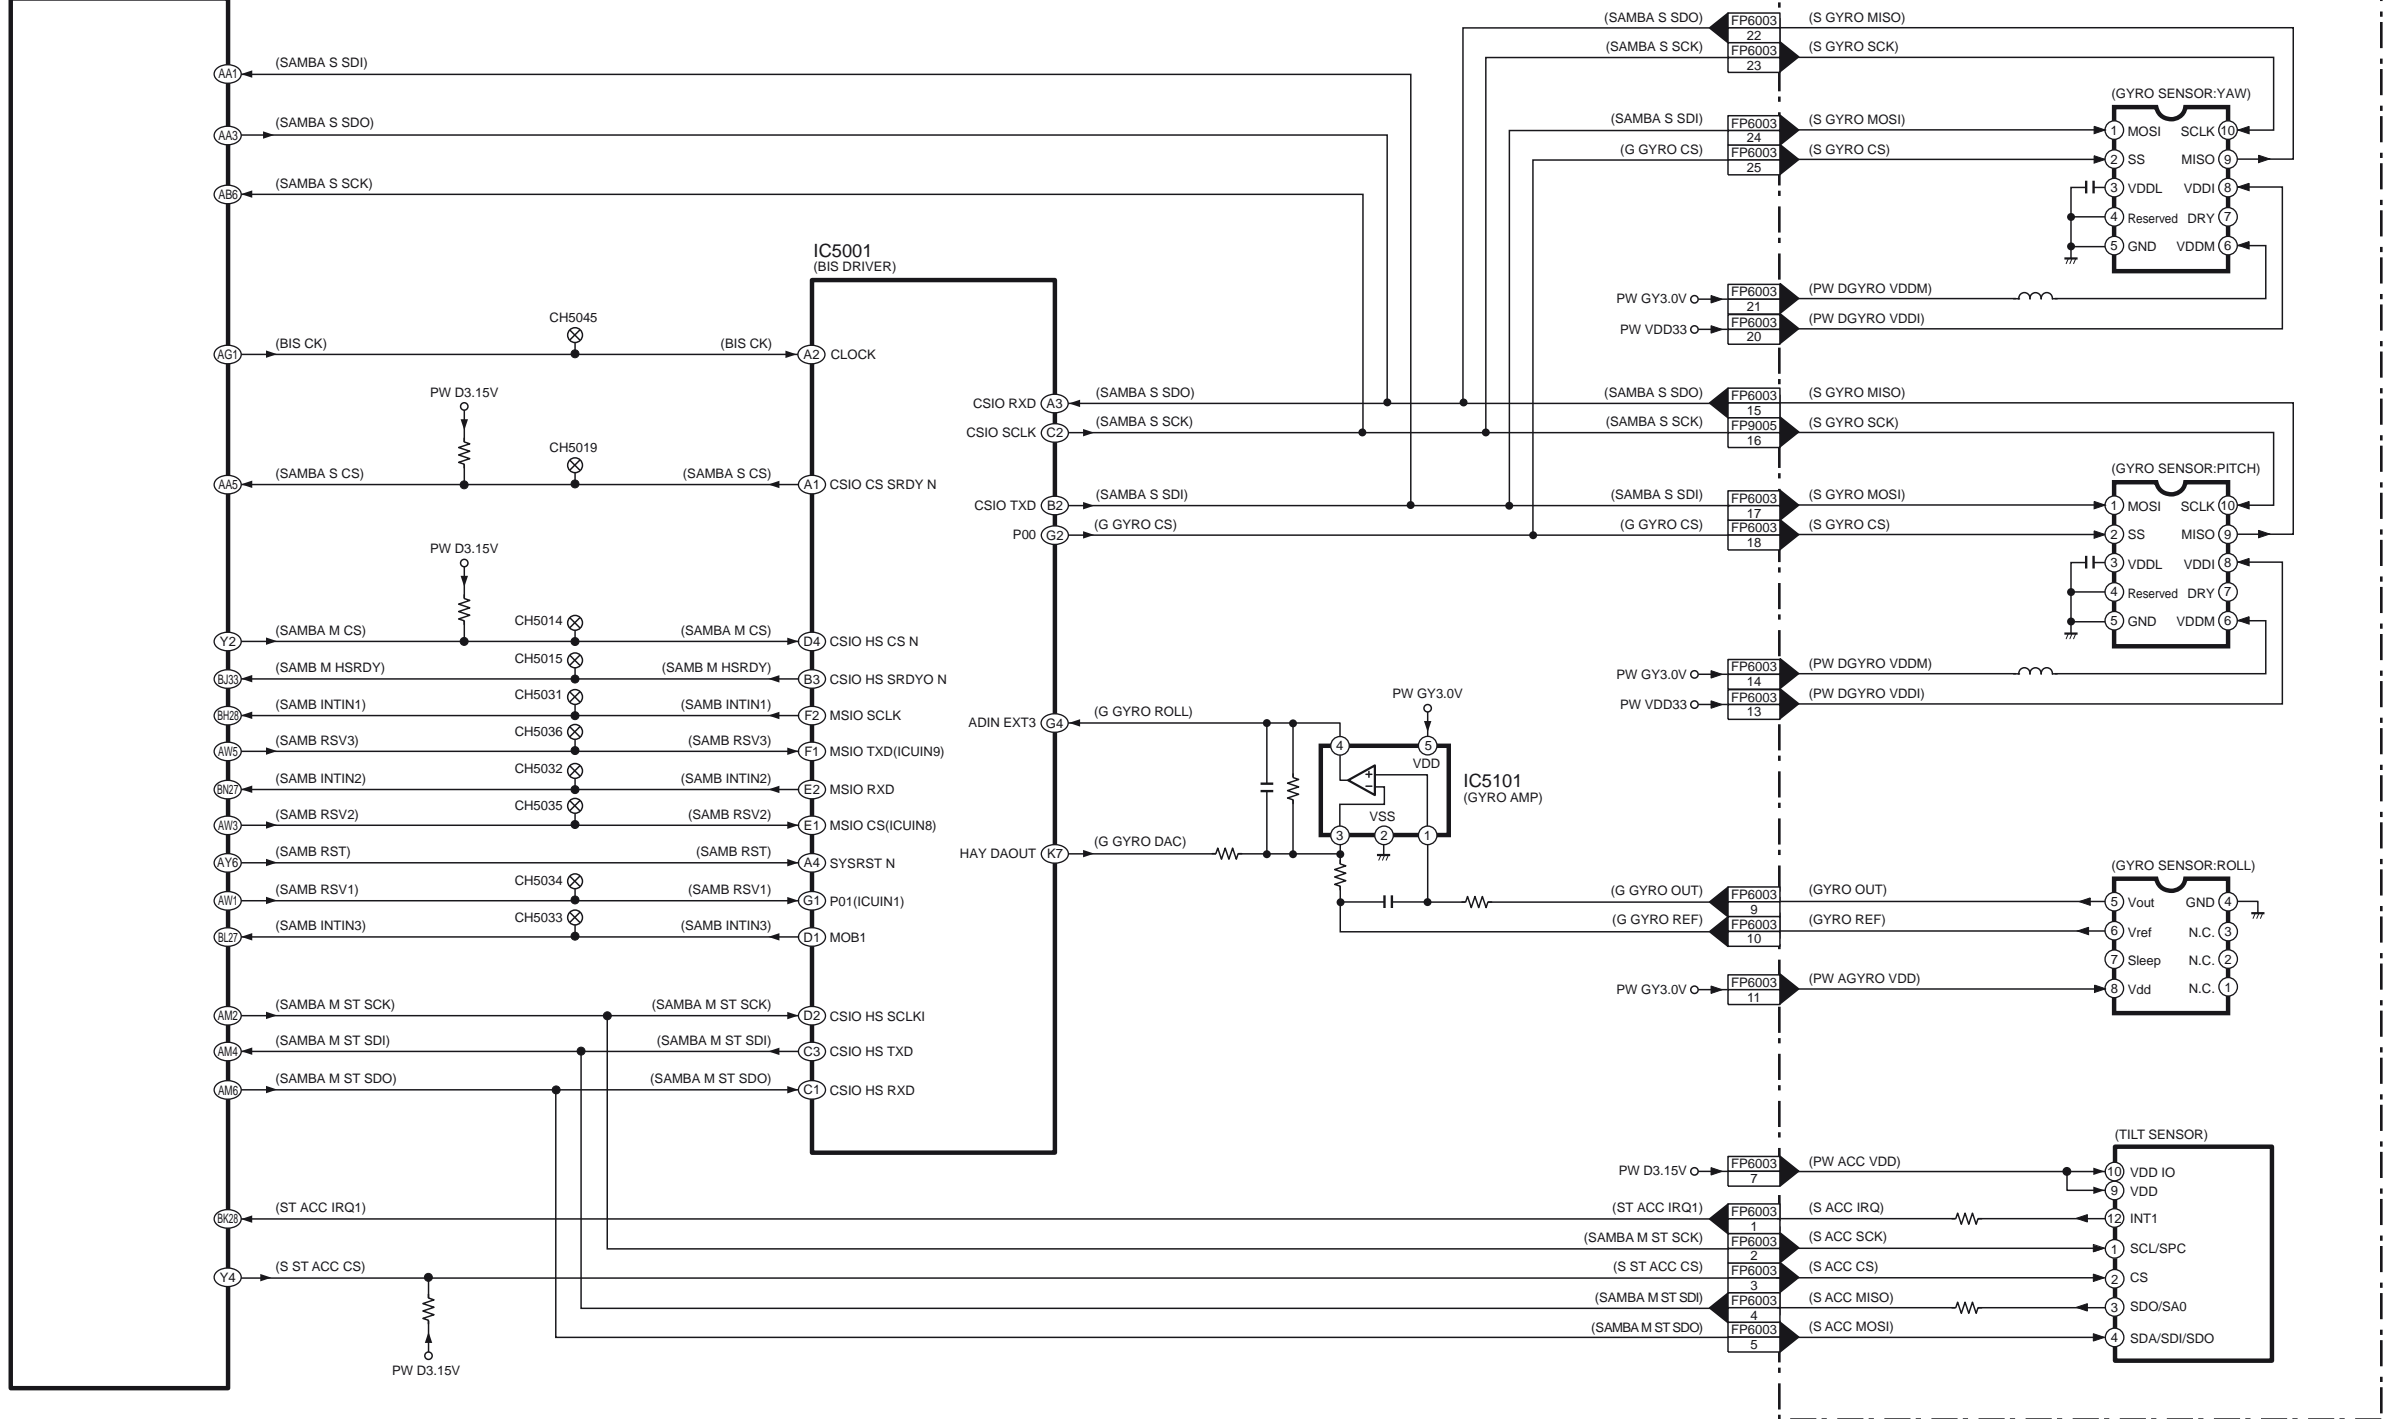 (SAMBA S SDO) FP6003 22 (S GYRO MISO)
(SAMBA S SCK) FP6003 23 (S GYRO SCK)
AA1 (SAMBA S SDI)
(GYRO SENSOR:YAW)
AA3 (SAMBA S SDO)
(SAMBA S SDI) FP6003 24 (S GYRO MOSI) 1 MOSI SCLK 10
(G GYRO CS) FP6003 25 (S GYRO CS) 2 SS MISO 9
AB6 (SAMBA S SCK)
3 VDDL VDDI 8
4 Reserved DRY 7
5 GND VDDM 6
IC5001
(BIS DRIVER)
PW GY3.0V FP6003 21 (PW DGYRO VDDM)
PW VDD33 FP6003 20 (PW DGYRO VDDI)
CH5045
AG1 (BIS CK) (BIS CK) A2 CLOCK
PW D3.15V
CSIO RXD A3 (SAMBA S SDO) (SAMBA S SDO) FP6003 15 (S GYRO MISO)
CSIO SCLK C2 (SAMBA S SCK) (SAMBA S SCK) FP9005 16 (S GYRO SCK)
CH5019
(GYRO SENSOR:PITCH)
AA5 (SAMBA S CS) (SAMBA S CS) A1 CSIO CS SRDY N
CSIO TXD B2 (SAMBA S SDI) (SAMBA S SDI) FP6003 17 (S GYRO MOSI) 1 MOSI SCLK 10
P00 G2 (G GYRO CS) (G GYRO CS) FP6003 18 (S GYRO CS) 2 SS MISO 9
PW D3.15V
3 VDDL VDDI 8
4 Reserved DRY 7
5 GND VDDM 6
CH5014
Y2 (SAMBA M CS) (SAMBA M CS) D4 CSIO HS CS N
CH5015
BJ33 (SAMB M HSRDY) (SAMB M HSRDY) B3 CSIO HS SRDYO N
PW GY3.0V FP6003 14 (PW DGYRO VDDM)
PW VDD33 FP6003 13 (PW DGYRO VDDI)
CH5031
BH28 (SAMB INTIN1) (SAMB INTIN1) F2 MSIO SCLK
PW GY3.0V
ADIN EXT3 G4 (G GYRO ROLL)
CH5036
AW5 (SAMB RSV3) (SAMB RSV3) F1 MSIO TXD(ICUIN9)
4 5
VDD
CH5032
BN27 (SAMB INTIN2) (SAMB INTIN2) E2 MSIO RXD
+
−
IC5101
(GYRO AMP)
CH5035
AW3 (SAMB RSV2) (SAMB RSV2) E1 MSIO CS(ICUIN8)
VSS
3 2 1
HAY DAOUT K7 (G GYRO DAC)
AY6 (SAMB RST) (SAMB RST) A4 SYSRST N
(GYRO SENSOR:ROLL)
CH5034
AW1 (SAMB RSV1) (SAMB RSV1) G1 P01(ICUIN1)
(G GYRO OUT) FP6003 9 (GYRO OUT) 5 Vout GND 4
CH5033
BL27 (SAMB INTIN3) (SAMB INTIN3) D1 MOB1
(G GYRO REF) FP6003 10 (GYRO REF) 6 Vref N.C. 3
7 Sleep N.C. 2
PW GY3.0V FP6003 11 (PW AGYRO VDD) 8 Vdd N.C. 1
AM2 (SAMBA M ST SCK) (SAMBA M ST SCK) D2 CSIO HS SCLKI
AM4 (SAMBA M ST SDI) (SAMBA M ST SDI) C3 CSIO HS TXD
AM6 (SAMBA M ST SDO) (SAMBA M ST SDO) C1 CSIO HS RXD
(TILT SENSOR)
PW D3.15V FP6003 7 (PW ACC VDD) 10 VDD IO
9 VDD
BK28 (ST ACC IRQ1) (ST ACC IRQ1) FP6003 1 (S ACC IRQ) 12 INT1
(SAMBA M ST SCK) FP6003 2 (S ACC SCK) 1 SCL/SPC
Y4 (S ST ACC CS) (S ST ACC CS) FP6003 3 (S ACC CS) 2 CS
(SAMBA M ST SDI) FP6003 4 (S ACC MISO) 3 SDO/SA0
(SAMBA M ST SDO) FP6003 5 (S ACC MOSI) 4 SDA/SDI/SDO
PW D3.15V